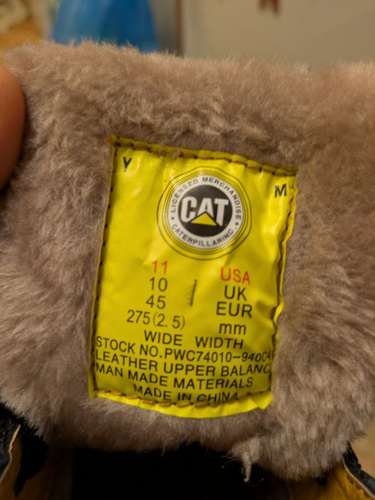 Y
LICENSED MERCHANDISE
CAT
CATERPILLAR INC
M
11 USA
10 UK
45 EUR
275(2.5) mm
WIDE WIDTH
STOCK NO.PWC74010-9400
LEATHER UPPER BALANC
MAN MADE MATERIALS
MADE IN CHINA